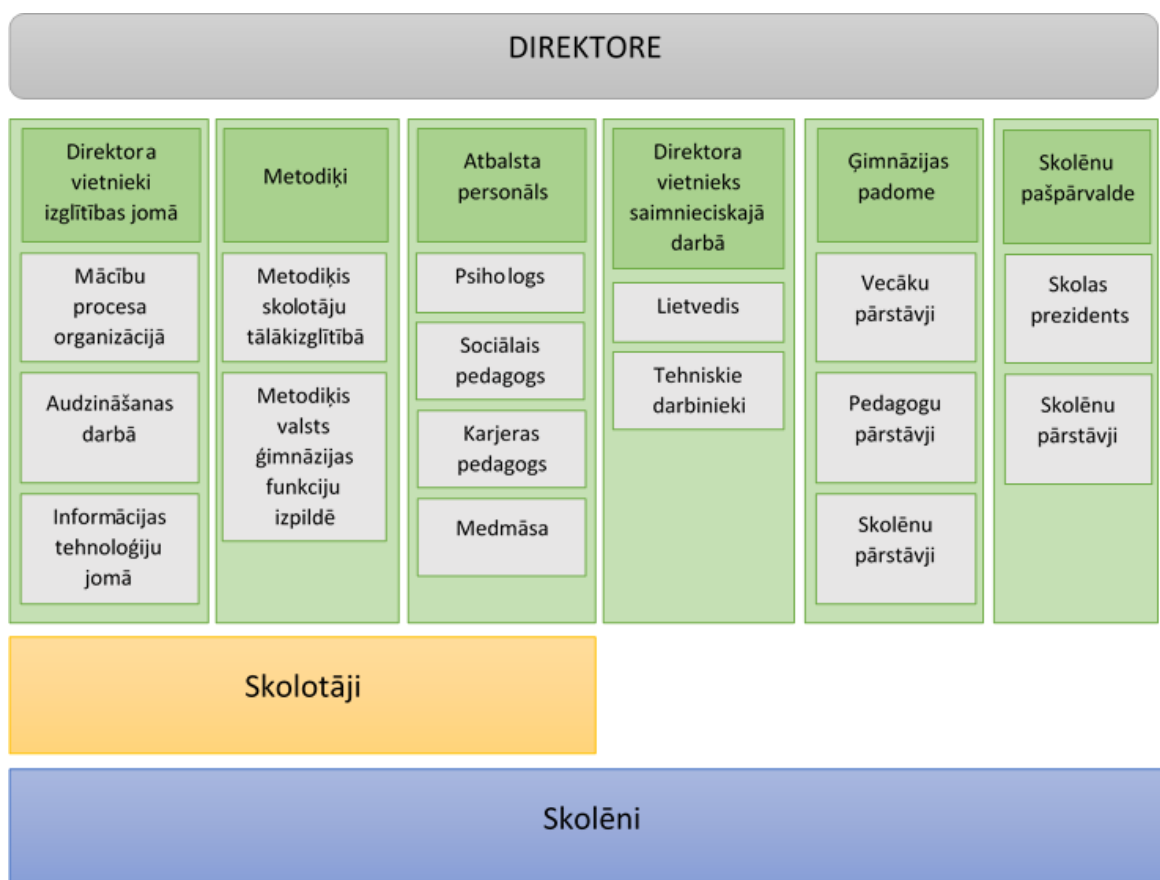 DIREKTORE
Direktora
vietnieki
izglītības jomā
Mācību
procesa
organizācijā
Audzināšanas
darbā
Informācijas
tehnoloģiju
jomā
Metodiķi
Metodiķis
skolotāju
tālākizglītībā
Metodiķis
valsts
ģimnāzijas
funkciju
izpildē
Atbalsta
personāls
Psihologs
Sociālais
pedagogs
Karjeras
pedagogs
Medmāsa
Direktora
vietnieks
saimnieciskajā
darbā
Lietvedis
Tehniskie
darbinieki
Ģimnāzijas
padome
Vecāku
pārstāvji
Pedagogu
pārstāvji
Skolēnu
pārstāvji
Skolēnu
pašpārvalde
Skolas
prezidents
Skolēnu
pārstāvji
Skolotāji
Skolēni